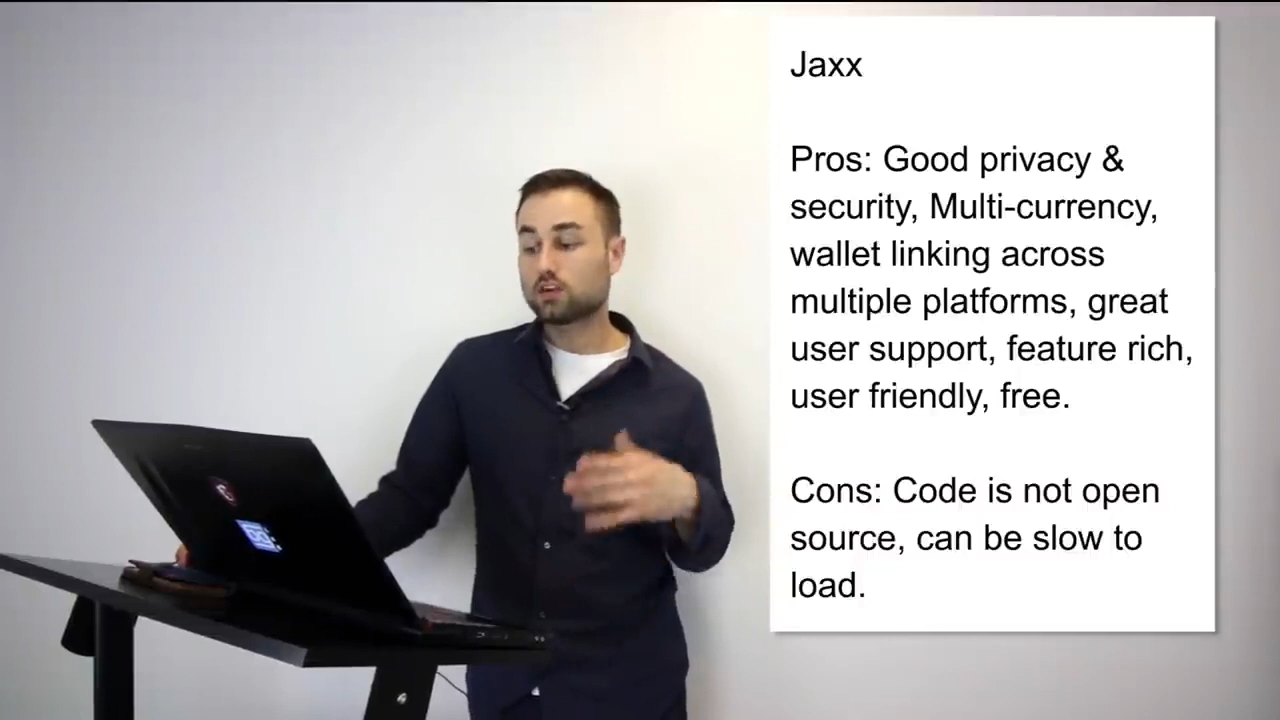 Jaxx
Pros: Good privacy &
security, Multi-currency,
wallet linking across
multiple platforms, great
user support, feature rich,
user friendly, free.
Cons: Code is not open
source, can be slow to
load.